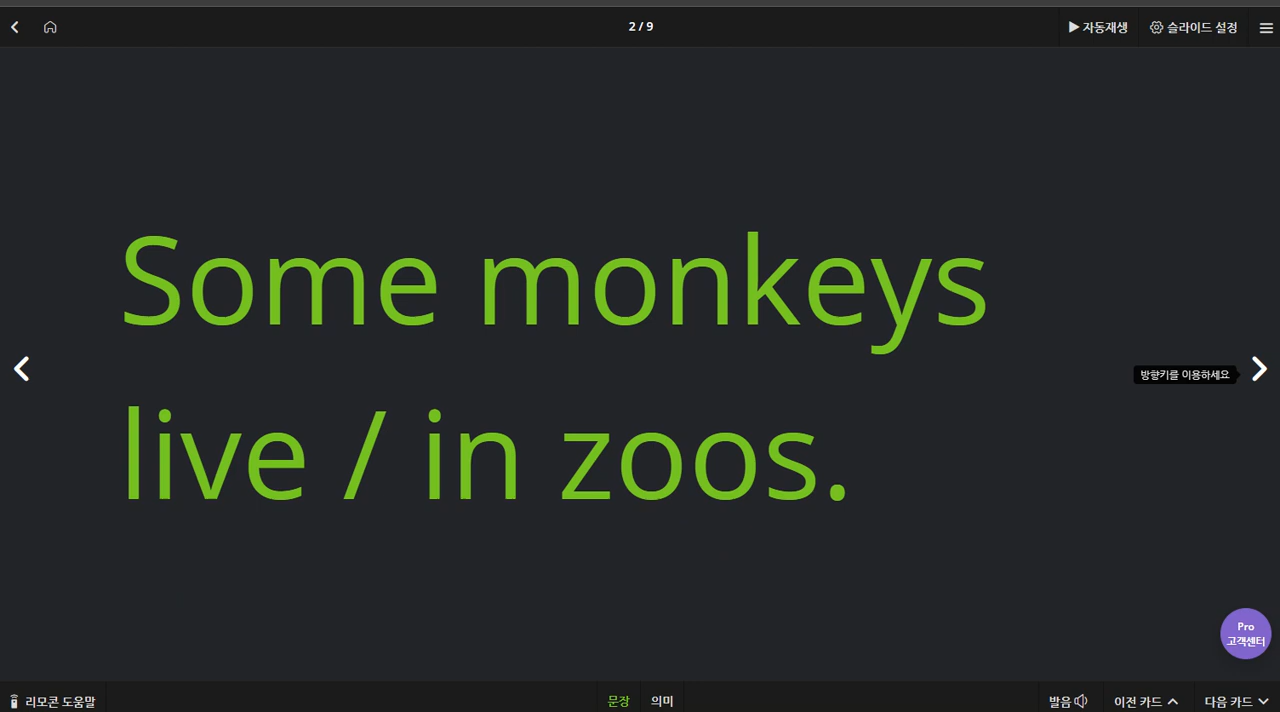 2 / 9
자동재생
슬라이드 설정
Some monkeys
live / in zoos.
방향키를 이용하세요
Pro
고객센터
리모콘 도움말
문장
의미
발음
이전 카드
다음 카드